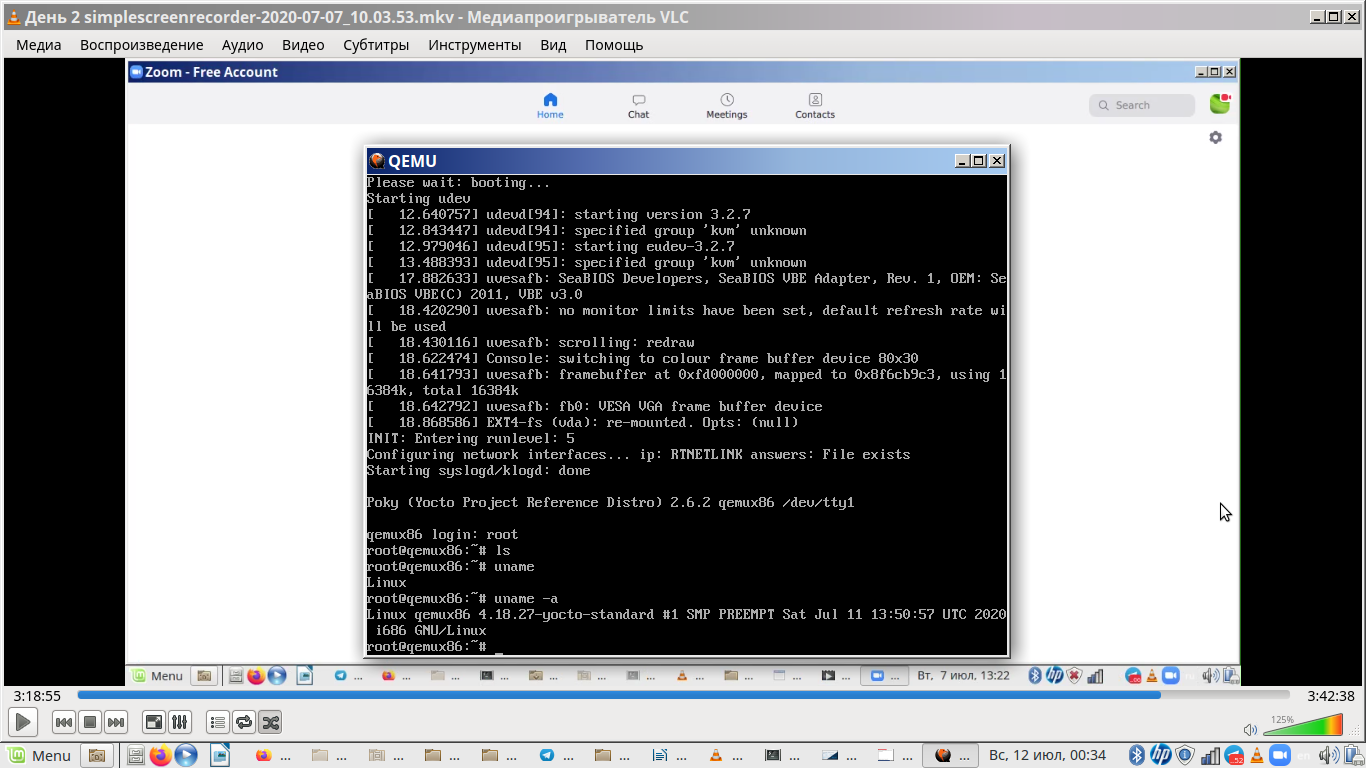 День 2 simplescreenrecorder-2020-07-07_10.03.53.mkv - Медиапроигрыватель VLC
Медиа Воспроизведение Аудио Видео Субтитры Инструменты Вид Помощь
Zoom - Free Account
Home Chat Meetings Contacts Search
QEMU
Please wait: booting...
Starting udev
[   12.640757] udevd[94]: starting version 3.2.7
[   12.843447] udevd[94]: specified group 'kvm' unknown
[   12.979046] udevd[95]: starting eudev-3.2.7
[   13.488393] udevd[95]: specified group 'kvm' unknown
[   17.882633] uvesafb: SeaBIOS Developers, SeaBIOS VBE Adapter, Rev. 1, OEM: Se
aBIOS VBE(C) 2011, VBE v3.0
[   18.420290] uvesafb: no monitor limits have been set, default refresh rate wi
ll be used
[   18.430116] uvesafb: scrolling: redraw
[   18.622474] Console: switching to colour frame buffer device 80x30
[   18.641793] uvesafb: framebuffer at 0xfd000000, mapped to 0x8f6cb9c3, using 1
6384k, total 16384k
[   18.642792] uvesafb: fb0: VESA VGA frame buffer device
[   18.868586] EXT4-fs (vda): re-mounted. Opts: (null)
INIT: Entering runlevel: 5
Configuring network interfaces... ip: RTNETLINK answers: File exists
Starting syslogd/klogd: done
Poky (Yocto Project Reference Distro) 2.6.2 qemux86 /dev/tty1
qemux86 login: root
root@qemux86:~# ls
root@qemux86:~# uname
Linux
root@qemux86:~# uname -a
Linux qemux86 4.18.27-yocto-standard #1 SMP PREEMPT Sat Jul 11 13:50:57 UTC 2020
i686 GNU/Linux
root@qemux86:~# _
Menu ... ... ... ... ... ... ... ... ... ... ... Вт, 7 июл, 13:22
3:18:55 3:42:38
125%
Menu ... ... ... ... ... ... ... ... ... ... ... ... ... Вс, 12 июл, 00:34 .52 en